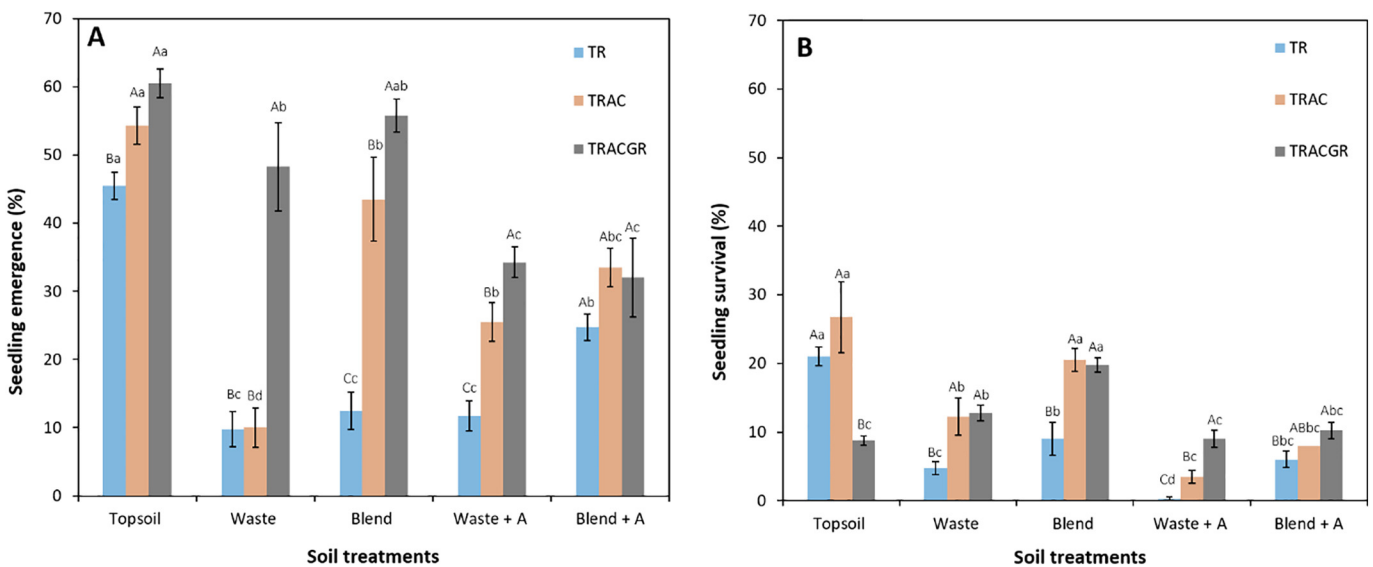 A
70
60
50
40
30
20
10
0
Seedling emergence (%)
TR
TRAC
TRACGR
Ba Aa Aa
Bc Bd Ab
Cc Bb Aab
Cc Bb Ac
Ab Abc Ac
Topsoil Waste Blend Waste + A Blend + A
Soil treatments
B
70
60
50
40
30
20
10
0
Seedling survival (%)
TR
TRAC
TRACGR
Aa Aa Bc
Bc Ab Ab
Bb Aa Aa
Cd Bc Ac
Bbc ABbc Abc
Topsoil Waste Blend Waste + A Blend + A
Soil treatments